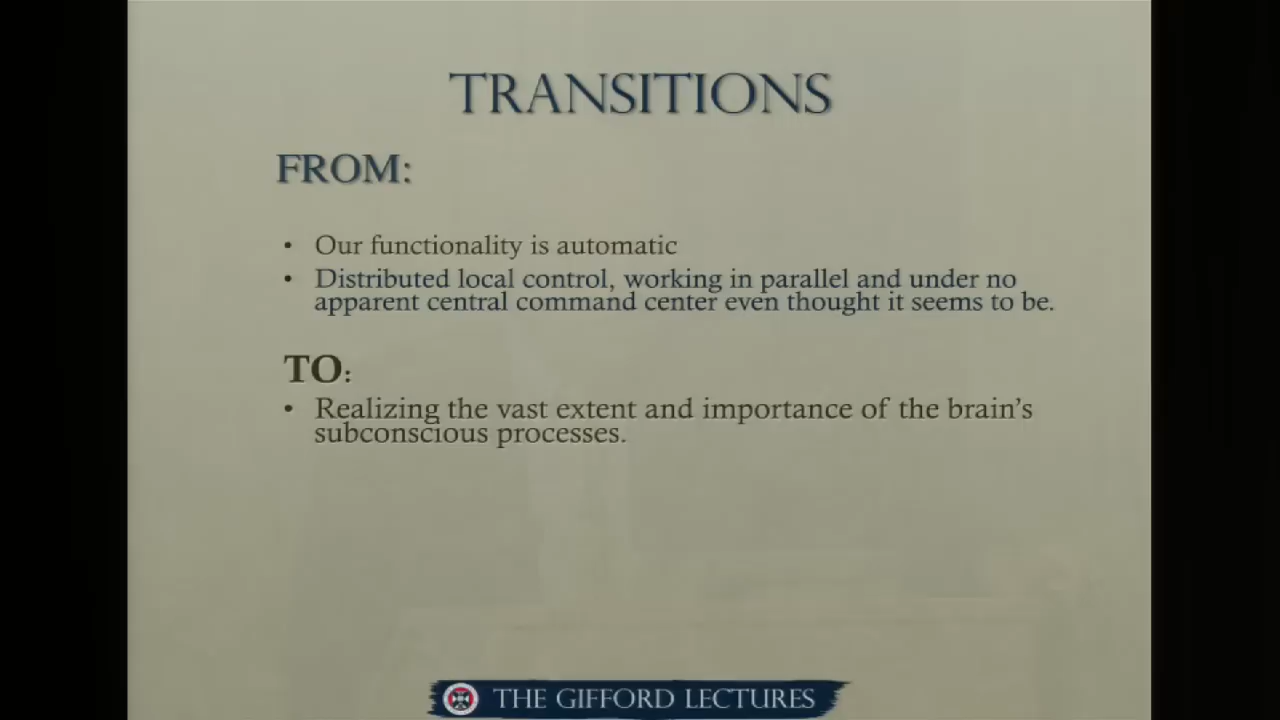 TRANSITIONS
FROM:
• Our functionality is automatic
• Distributed local control, working in parallel and under no
apparent central command center even thought it seems to be.
TO:
• Realizing the vast extent and importance of the brain's
subconscious processes.
THE GIFFORD LECTURES